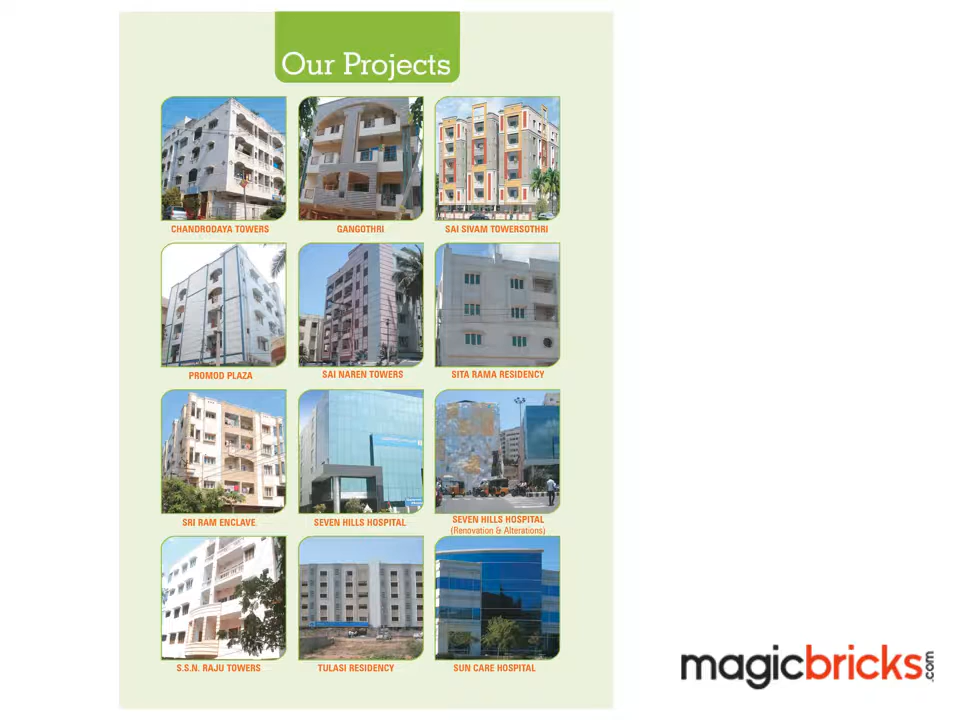 Our Projects
CHANDRODAYA TOWERS
GANGOTHRI
SAI SIVAM TOWERSOTHRI
PROMOD PLAZA
SAI NAREN TOWERS
SITA RAMA RESIDENCY
SRI RAM ENCLAVE
SEVEN HILLS HOSPITAL
SEVEN HILLS HOSPITAL
(Renovation & Alterations)
S.S.N. RAJU TOWERS
TULASI RESIDENCY
SUN CARE HOSPITAL
magicbricks.com